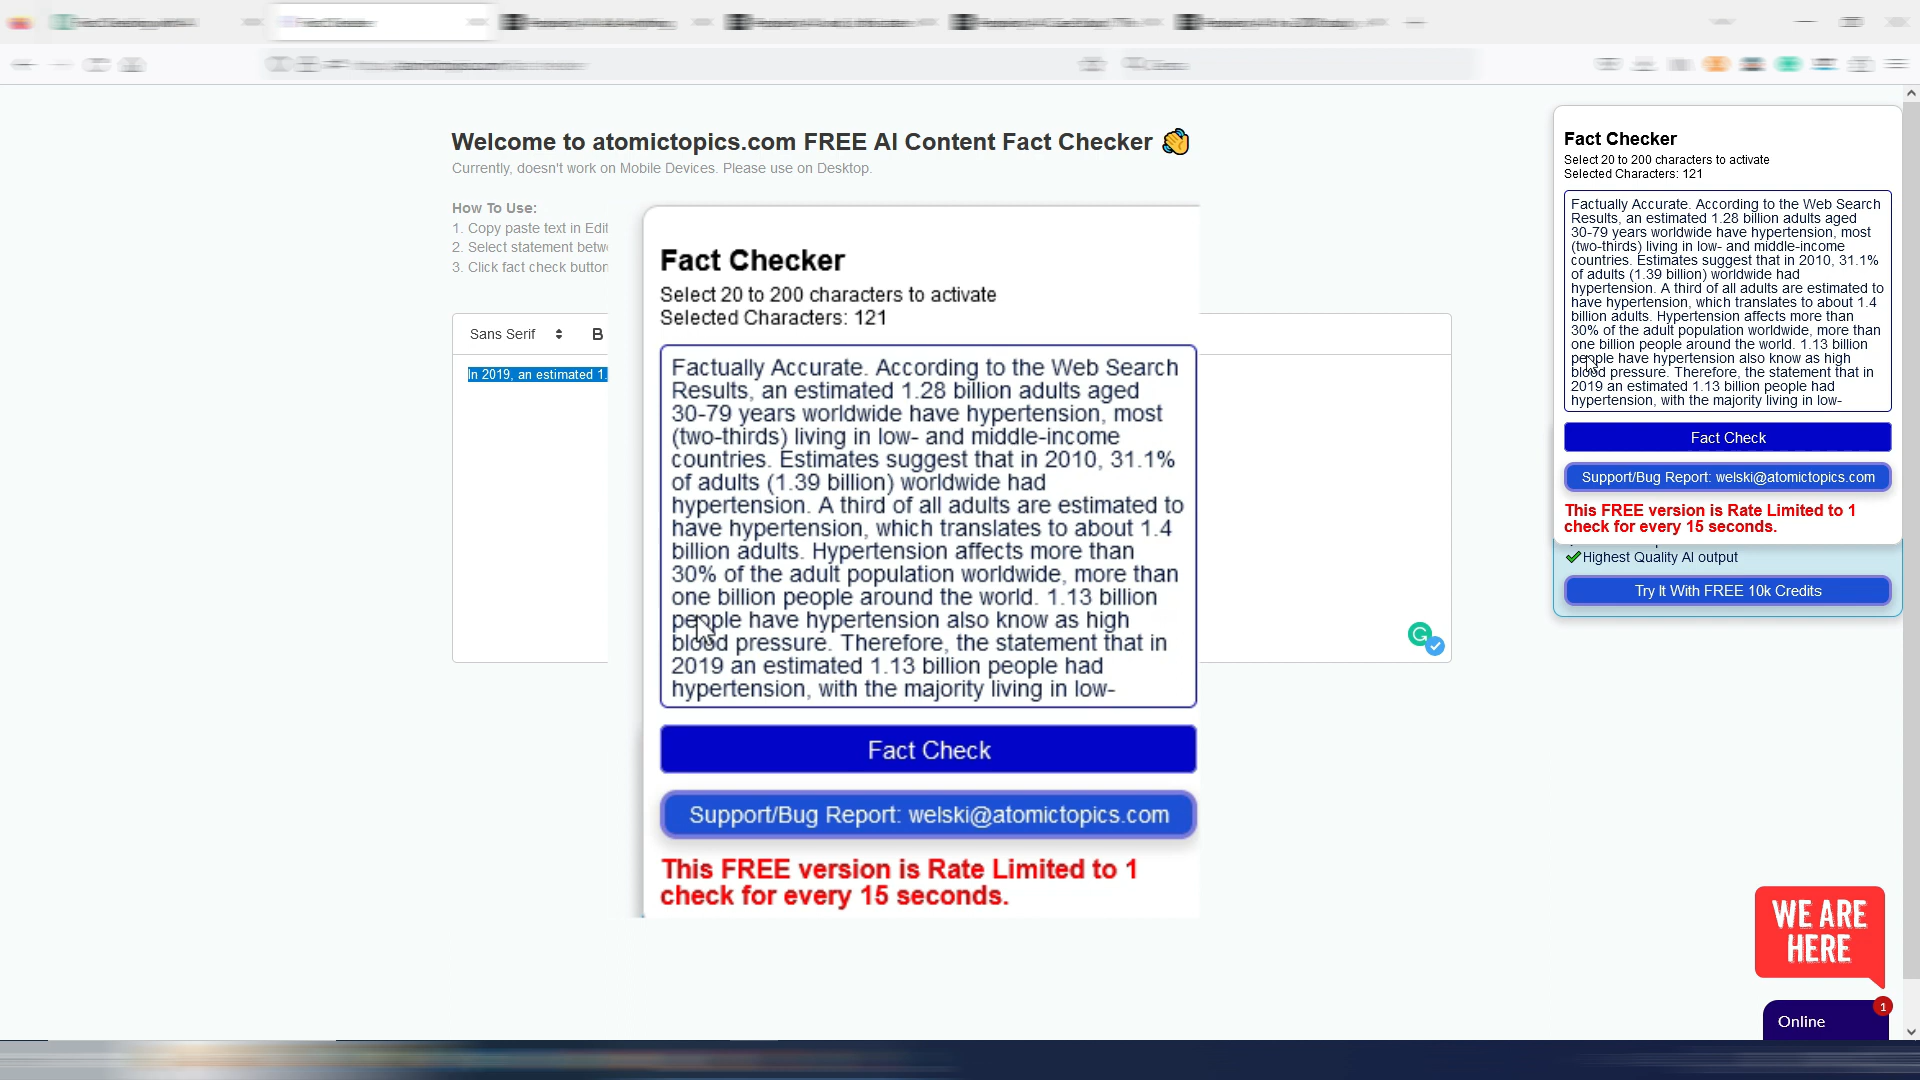 Welcome to atomictopics.com FREE AI Content Fact Checker
Currently, doesn't work on Mobile Devices. Please use on Desktop.
How To Use:
1. Copy paste text in Edit
2. Select statement betw
3. Click fact check button
Sans Serif B
In 2019, an estimated 1.
Fact Checker
Select 20 to 200 characters to activate
Selected Characters: 121
Factually Accurate. According to the Web Search
Results, an estimated 1.28 billion adults aged
30-79 years worldwide have hypertension, most
(two-thirds) living in low- and middle-income
countries. Estimates suggest that in 2010, 31.1%
of adults (1.39 billion) worldwide had
hypertension. A third of all adults are estimated to
have hypertension, which translates to about 1.4
billion adults. Hypertension affects more than
30% of the adult population worldwide, more than
one billion people around the world. 1.13 billion
people have hypertension also know as high
blood pressure. Therefore, the statement that in
2019 an estimated 1.13 billion people had
hypertension, with the majority living in low-
Fact Check
Support/Bug Report: welski@atomictopics.com
This FREE version is Rate Limited to 1
check for every 15 seconds.
Fact Checker
Select 20 to 200 characters to activate
Selected Characters: 121
Factually Accurate. According to the Web Search
Results, an estimated 1.28 billion adults aged
30-79 years worldwide have hypertension, most
(two-thirds) living in low- and middle-income
countries. Estimates suggest that in 2010, 31.1%
of adults (1.39 billion) worldwide had
hypertension. A third of all adults are estimated to
have hypertension, which translates to about 1.4
billion adults. Hypertension affects more than
30% of the adult population worldwide, more than
one billion people around the world. 1.13 billion
people have hypertension also know as high
blood pressure. Therefore, the statement that in
2019 an estimated 1.13 billion people had
hypertension, with the majority living in low-
Fact Check
Support/Bug Report: welski@atomictopics.com
This FREE version is Rate Limited to 1
check for every 15 seconds.
Highest Quality AI output
Try It With FREE 10k Credits
WE ARE
HERE
1
Online